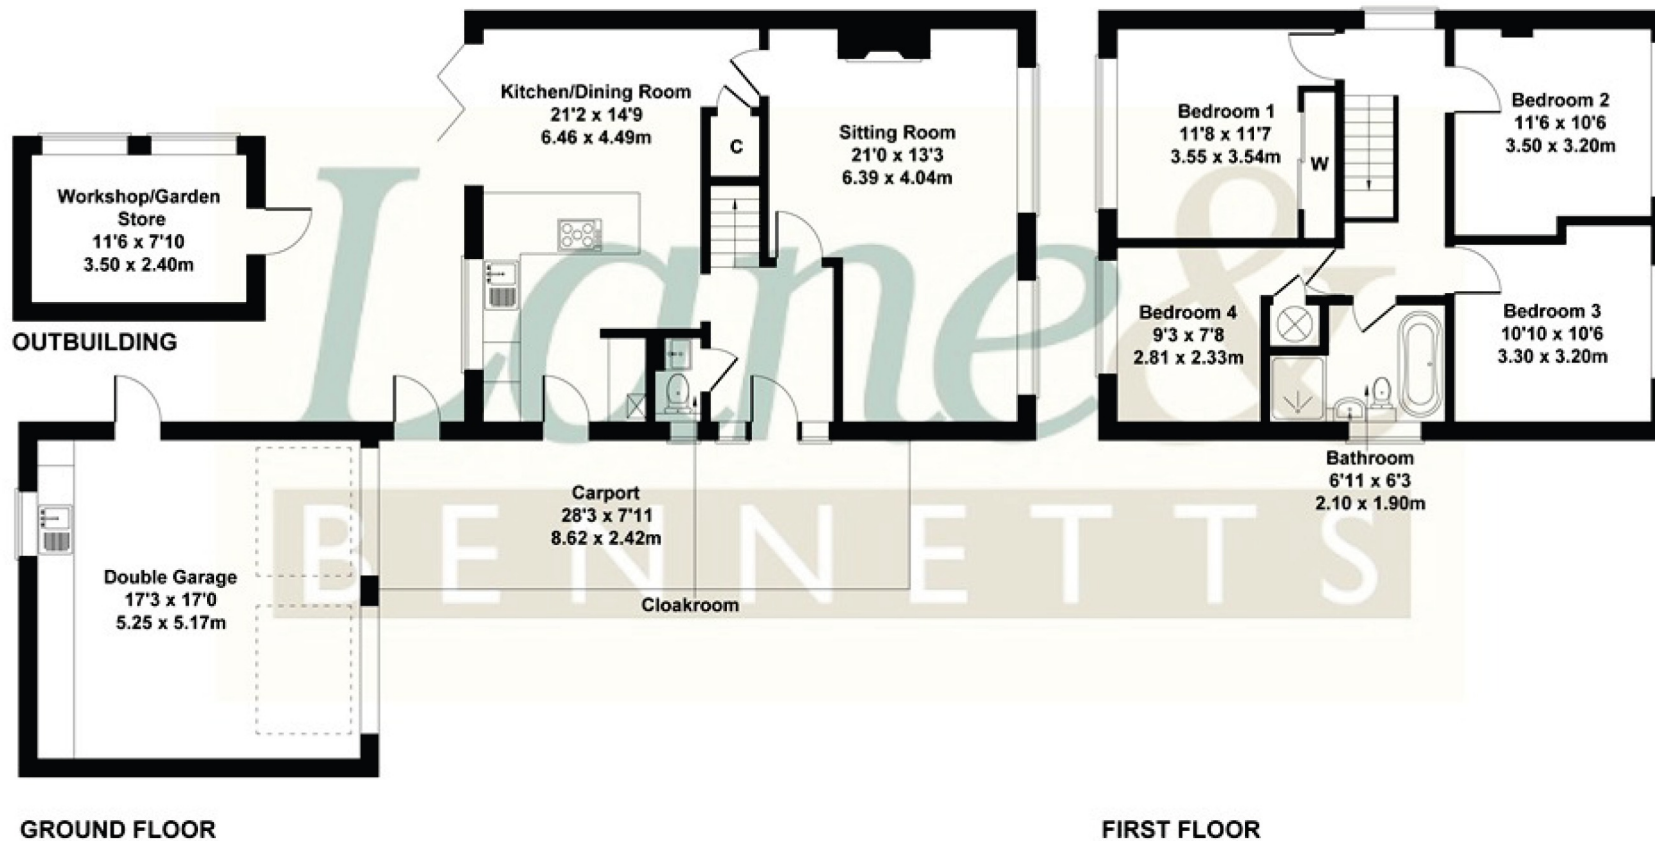 Kitchen/Dining Room
21'2 x 14'9
6.46 x 4.49m
C
Sitting Room
21'0 x 13'3
6.39 x 4.04m
Workshop/Garden
Store
11'6 x 7'10
3.50 x 2.40m
OUTBUILDING
Bedroom 1
11'8 x 11'7
3.55 x 3.54m
W
Bedroom 2
11'6 x 10'6
3.50 x 3.20m
Bedroom 4
9'3 x 7'8
2.81 x 2.33m
Bedroom 3
10'10 x 10'6
3.30 x 3.20m
Bathroom
6'11 x 6'3
2.10 x 1.90m
Carport
28'3 x 7'11
8.62 x 2.42m
Double Garage
17'3 x 17'0
5.25 x 5.17m
Cloakroom
Lane &
BENNETTS
GROUND FLOOR
FIRST FLOOR